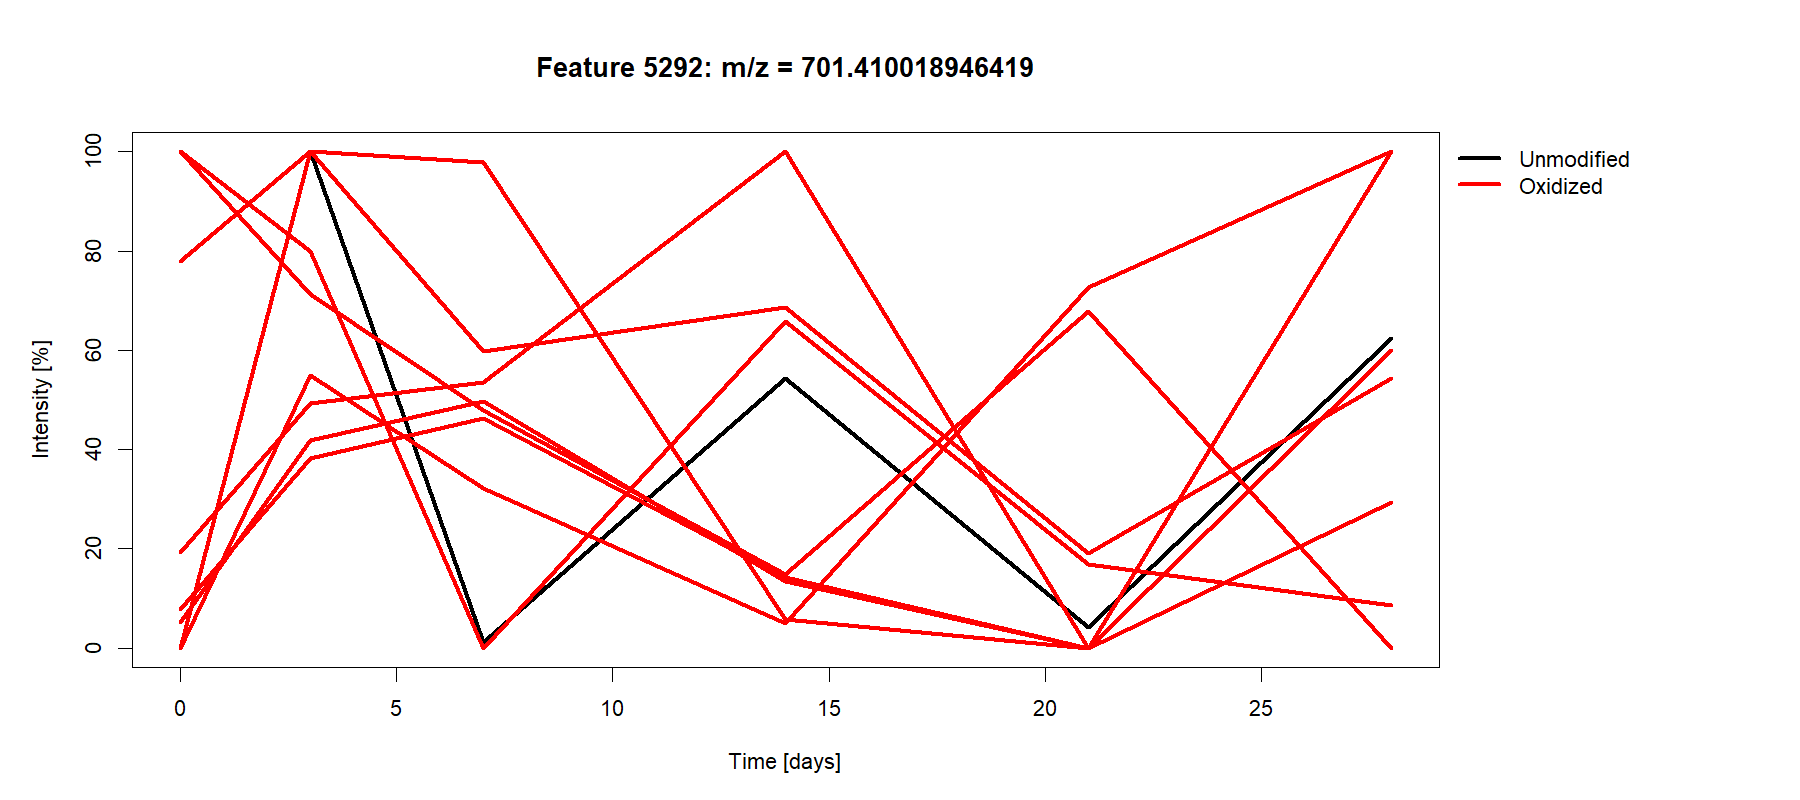 Feature 5292: m/z = 701.410018946419
Unmodified
Oxidized
Intensity [%]
100
80
60
40
20
0
0 5 10 15 20 25
Time [days]